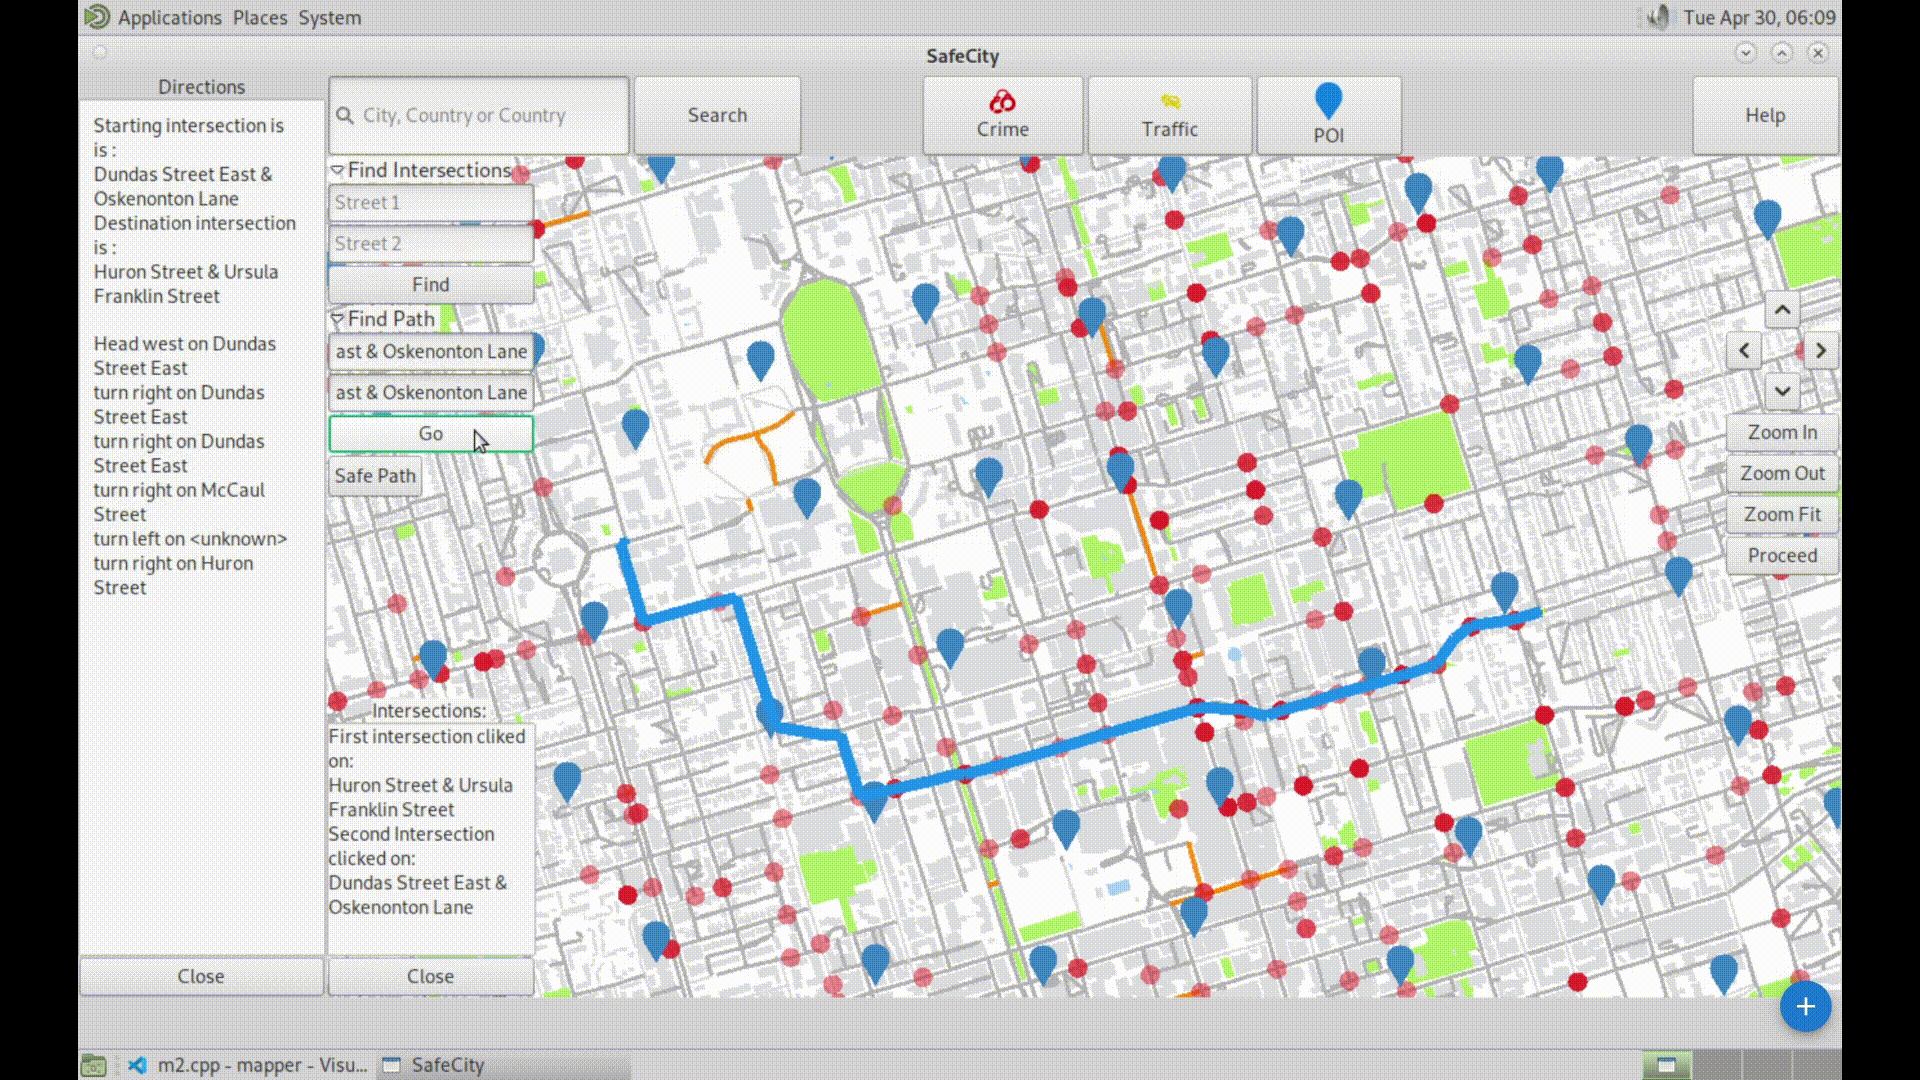 Applications Places System
Tue Apr 30, 06:09
SafeCity
Directions
Starting intersection is
is :
Dundas Street East &
Oskenonton Lane
Destination intersection
is :
Huron Street & Ursula
Franklin Street
Head west on Dundas
Street East
turn right on Dundas
Street East
turn right on Dundas
Street East
turn right on McCaul
Street
turn left on <unknown>
turn right on Huron
Street
Close
City, Country or Country
Search
Crime
Traffic
POI
Help
Find Intersections
Street 1
Street 2
Find
Find Path
ast & Oskenonton Lane
ast & Oskenonton Lane
Go
Safe Path
Intersections:
First intersection cliked
on:
Huron Street & Ursula
Franklin Street
Second Intersection
clicked on:
Dundas Street East &
Oskenonton Lane
Close
Zoom In
Zoom Out
Zoom Fit
Proceed
m2.cpp - mapper - Visu...
SafeCity